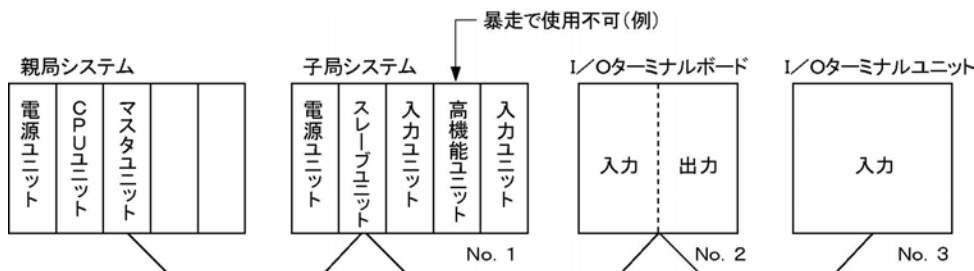 暴走で使用不可(例)
親局システム
子局システム
I/Oターミナルボード
I/Oターミナルユニット
電源ユニット
CPUユニット
マスタユニット
電源ユニット
スレーブユニット
入力ユニット
高機能ユニット
入力ユニット
入力
出力
入力
No. 1
No. 2
No. 3